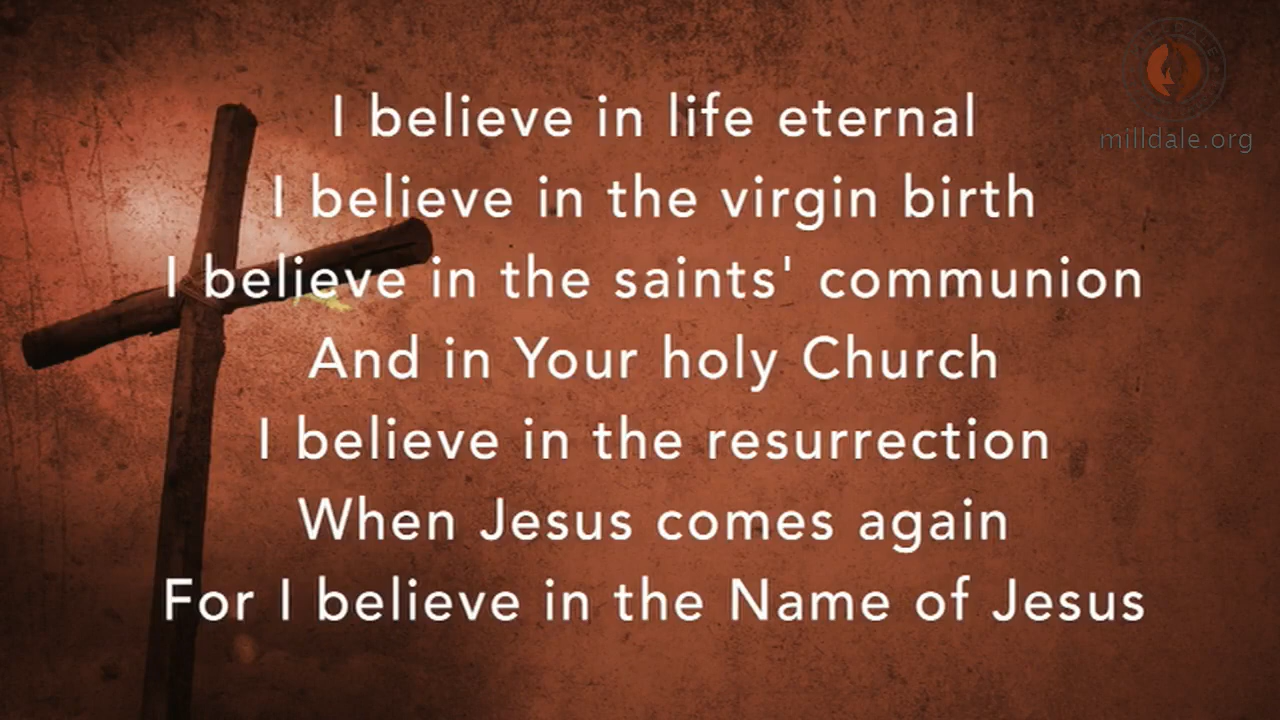 milldale.org
I believe in life eternal
I believe in the virgin birth
I believe in the saints' communion
And in Your holy Church
I believe in the resurrection
When Jesus comes again
For I believe in the Name of Jesus